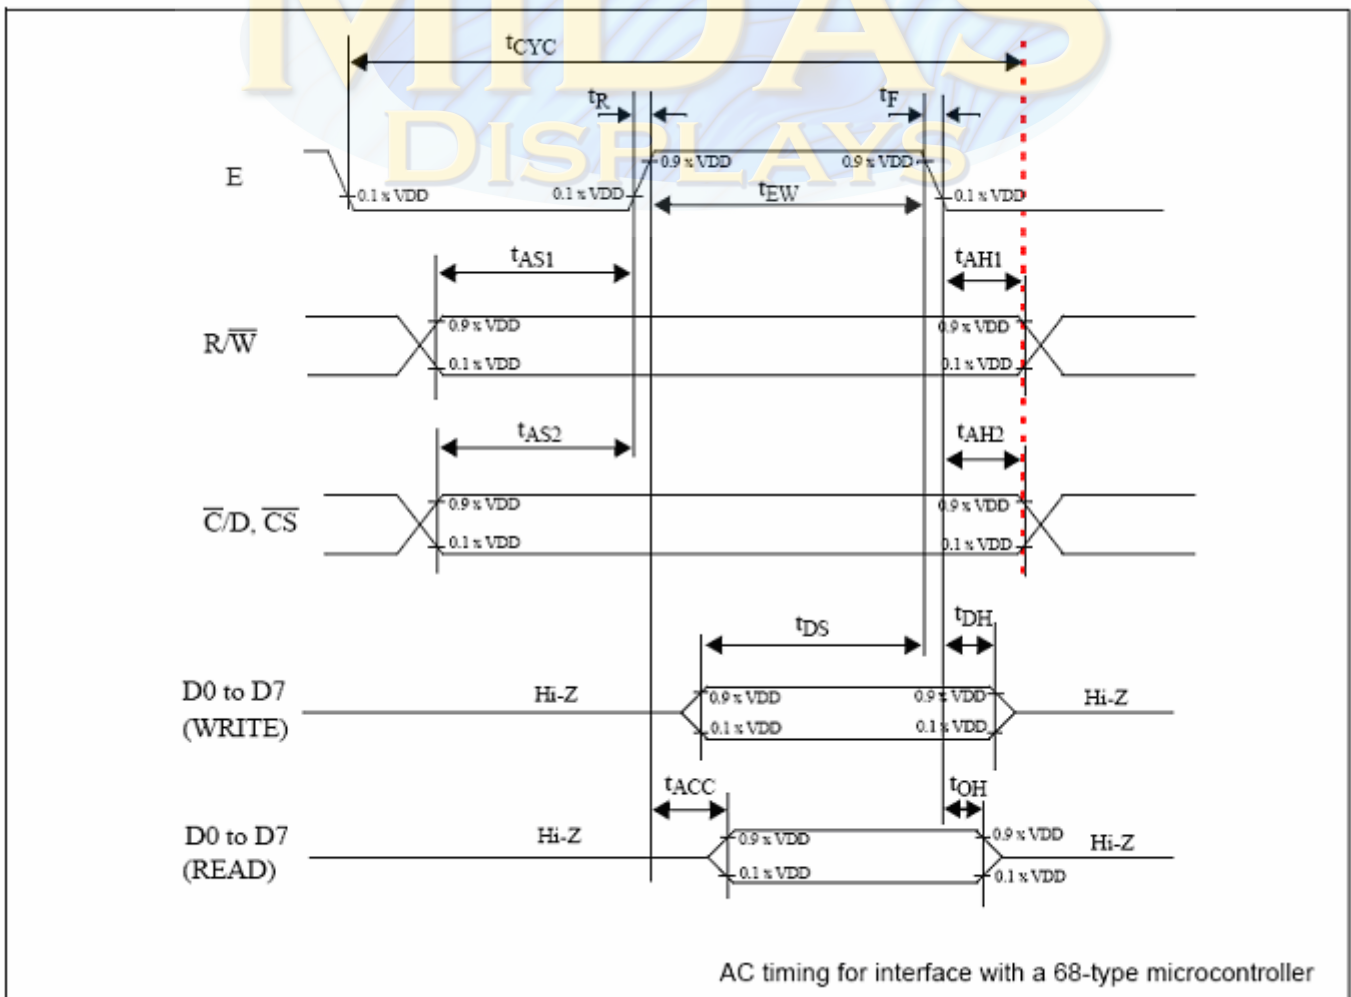 MIDAS
DISPLAYS
tCYC
tR
tF
E
0.9 x VDD
0.9 x VDD
0.1 x VDD
0.1 x VDD
tEW
0.1 x VDD
tAS1
tAH1
R/W̅
0.9 x VDD
0.9 x VDD
0.1 x VDD
0.1 x VDD
tAS2
tAH2
C̅/D, C̅S̅
0.9 x VDD
0.9 x VDD
0.1 x VDD
0.1 x VDD
tDS
tDH
D0 to D7
(WRITE)
Hi-Z
0.9 x VDD
0.9 x VDD
Hi-Z
0.1 x VDD
0.1 x VDD
tACC
tOH
D0 to D7
(READ)
Hi-Z
0.9 x VDD
0.9 x VDD
Hi-Z
0.1 x VDD
0.1 x VDD
AC timing for interface with a 68-type microcontroller